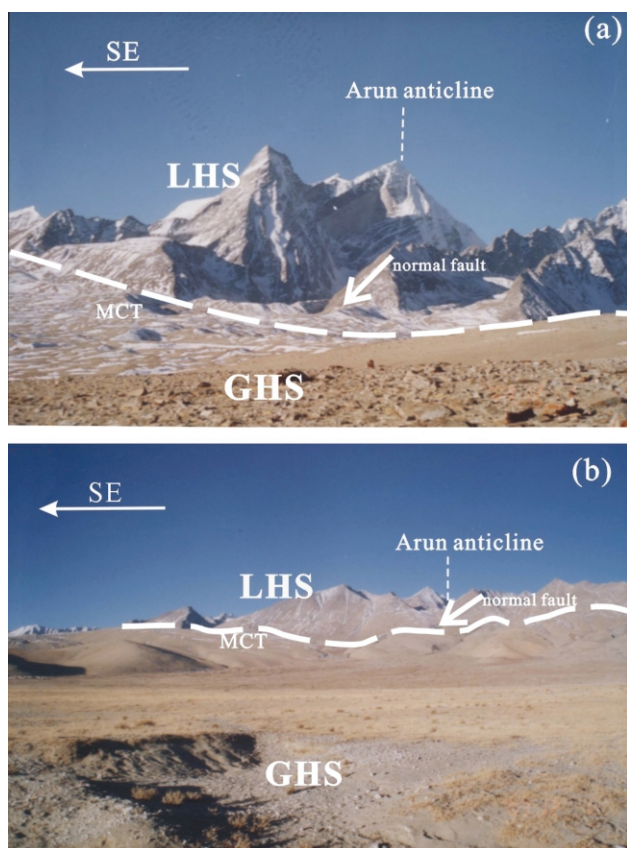 (a)
SE
Arun anticline
LHS
normal fault
MCT
GHS
(b)
SE
Arun anticline
LHS
normal fault
MCT
GHS